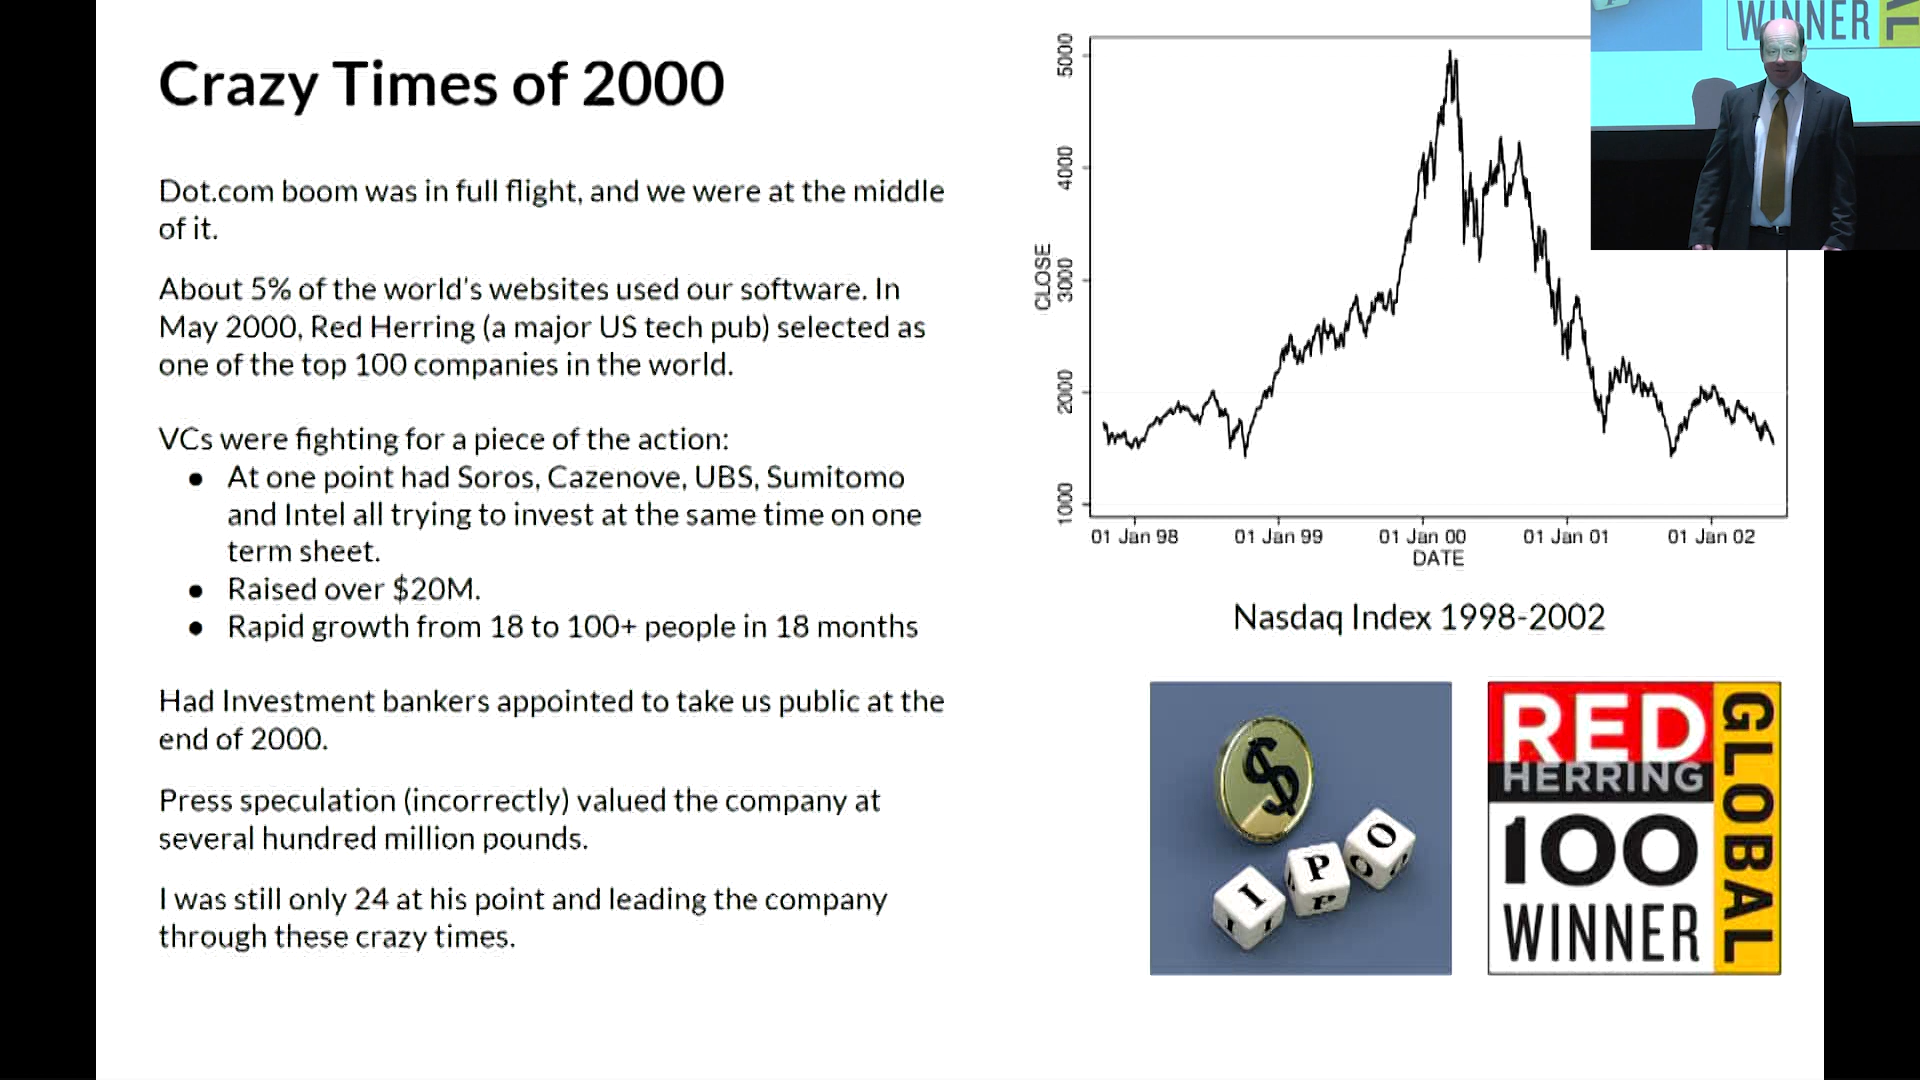 Crazy Times of 2000
Dot.com boom was in full flight, and we were at the middle
of it.
About 5% of the world's websites used our software. In
May 2000, Red Herring (a major US tech pub) selected as
one of the top 100 companies in the world.
VCs were fighting for a piece of the action:
● At one point had Soros, Cazenove, UBS, Sumitomo
and Intel all trying to invest at the same time on one
term sheet.
● Raised over $20M.
● Rapid growth from 18 to 100+ people in 18 months
Had Investment bankers appointed to take us public at the
end of 2000.
Press speculation (incorrectly) valued the company at
several hundred million pounds.
I was still only 24 at his point and leading the company
through these crazy times.
CLOSE
5000
4000
3000
2000
1000
01 Jan 98 01 Jan 99 01 Jan 00 01 Jan 01 01 Jan 02
DATE
Nasdaq Index 1998-2002
$
I P O
I I P O
RED
HERRING
100
WINNER
GLOBAL
WINNER
AL
P